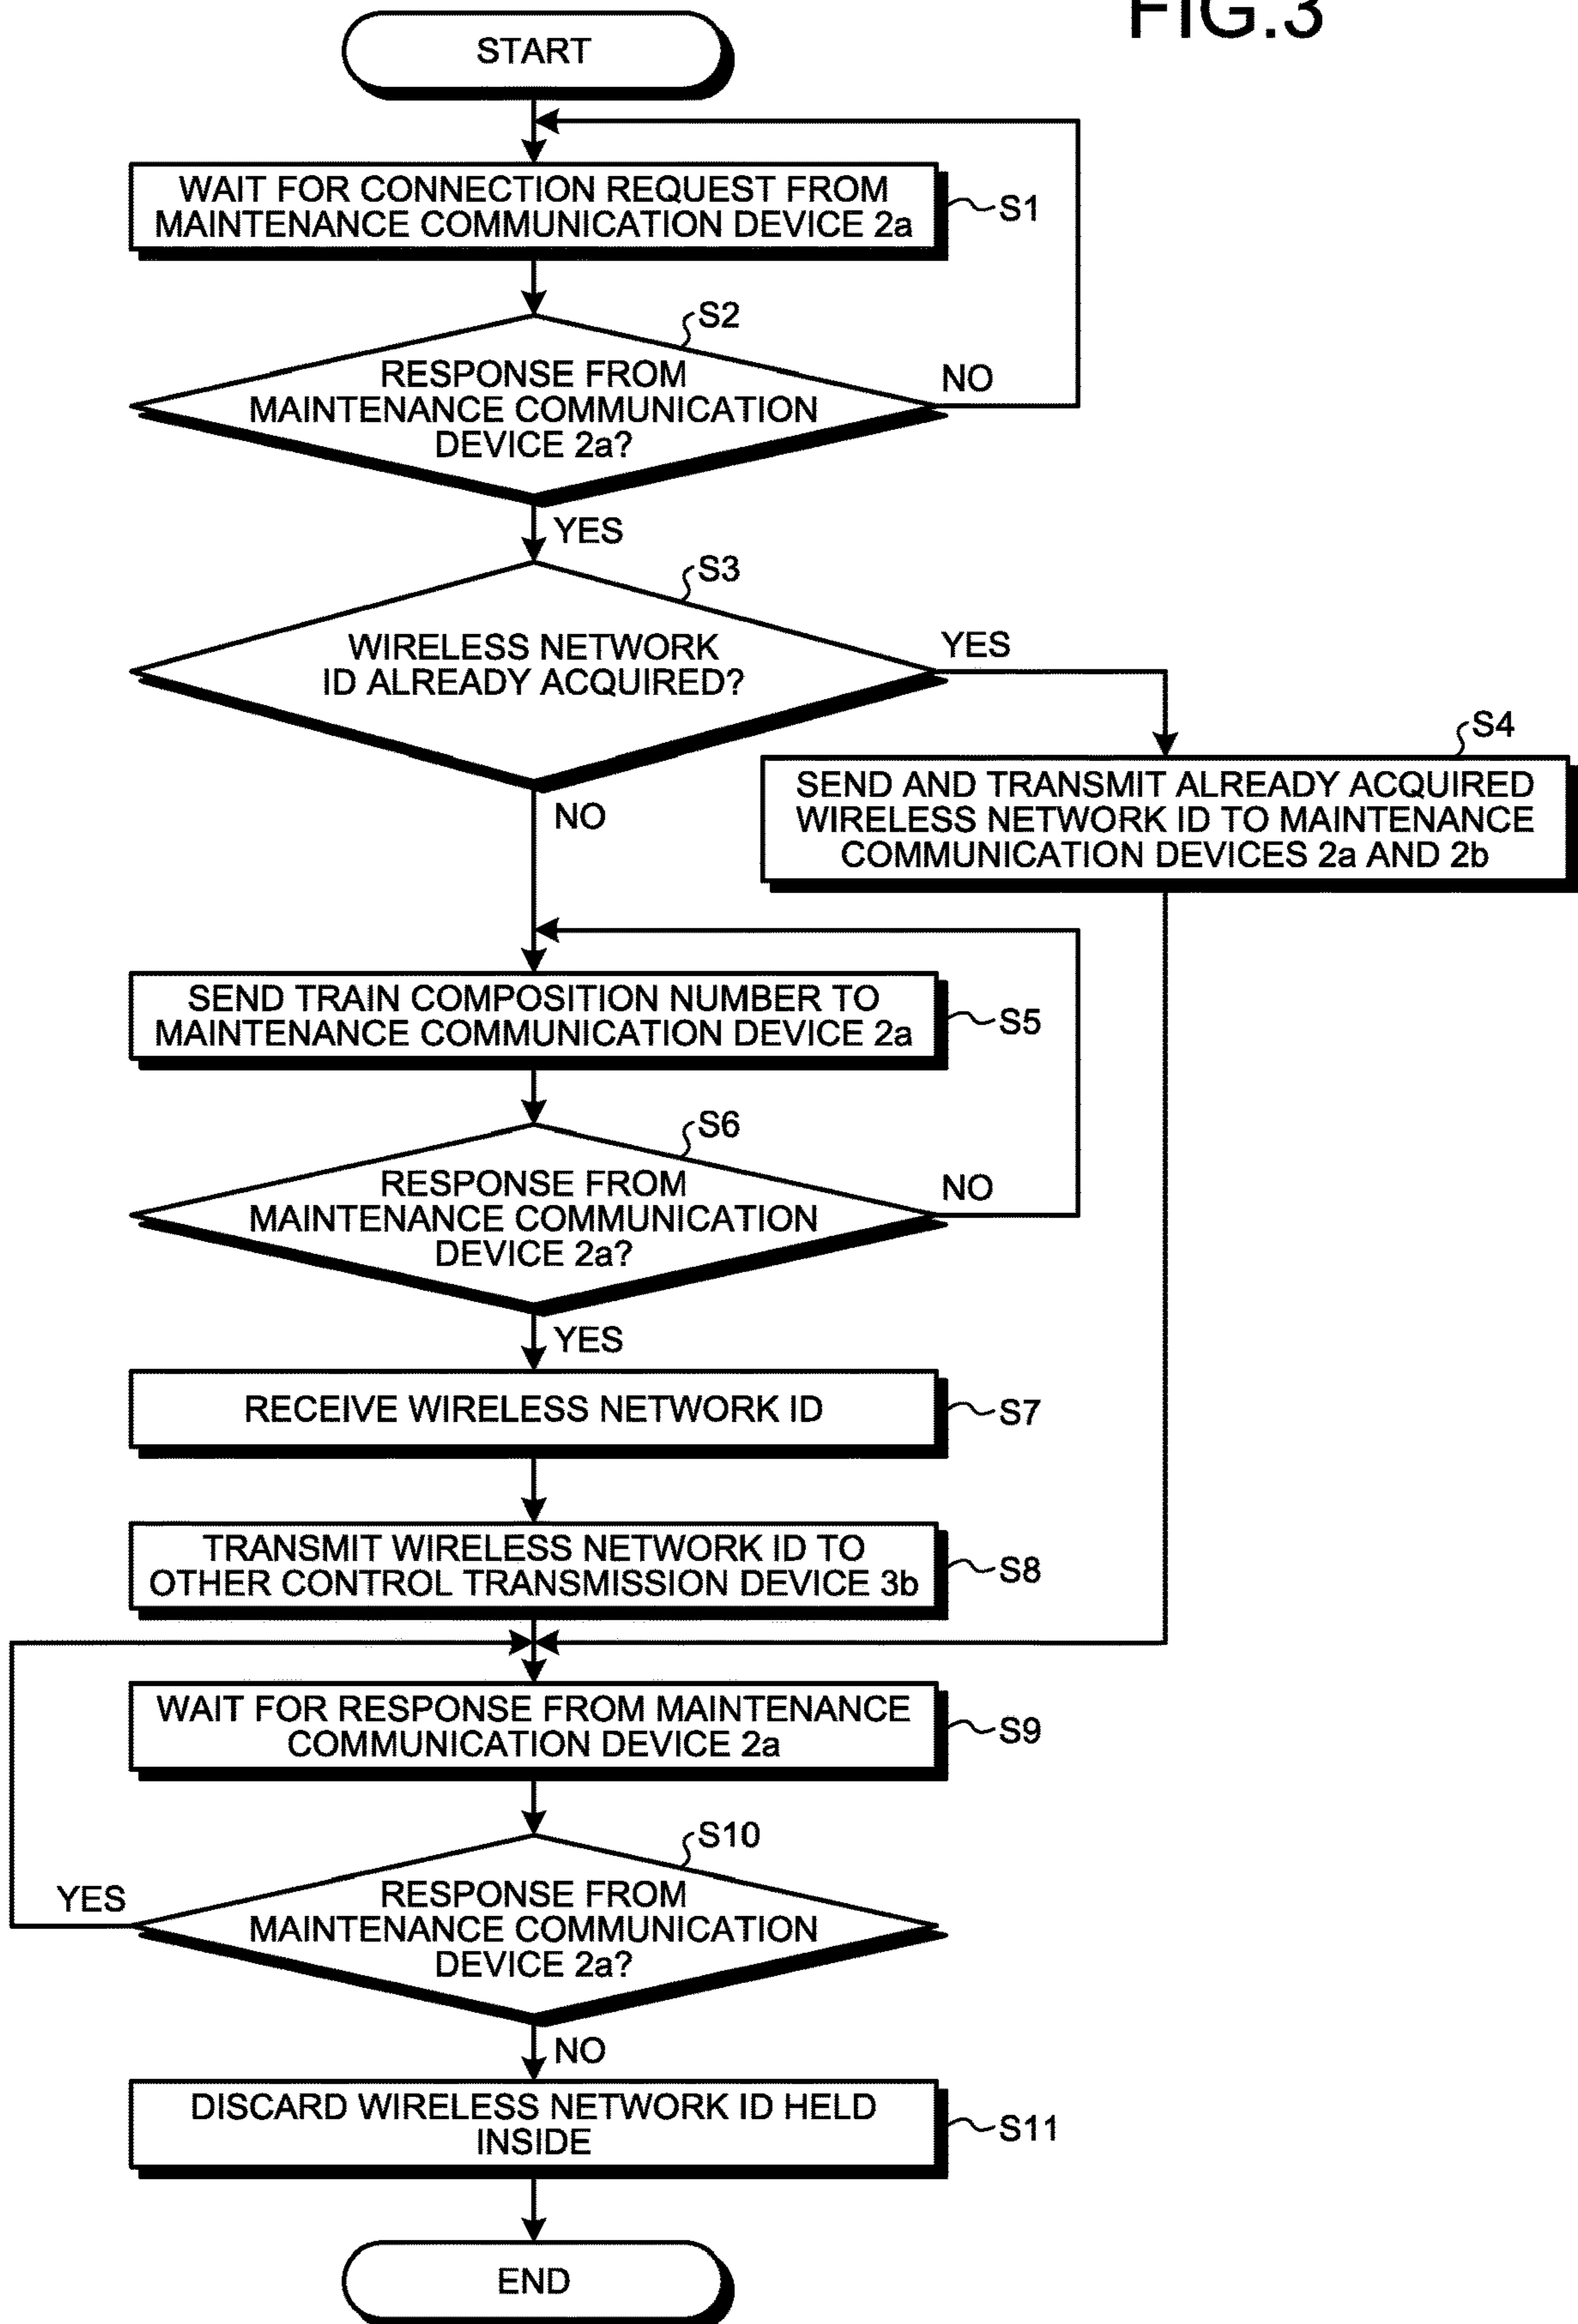 FIG.3
START
WAIT FOR CONNECTION REQUEST FROM
MAINTENANCE COMMUNICATION DEVICE 2a
S1
S2
RESPONSE FROM
MAINTENANCE COMMUNICATION
DEVICE 2a?
NO
YES
S3
WIRELESS NETWORK
ID ALREADY ACQUIRED?
YES
NO
S4
SEND AND TRANSMIT ALREADY ACQUIRED
WIRELESS NETWORK ID TO MAINTENANCE
COMMUNICATION DEVICES 2a AND 2b
SEND TRAIN COMPOSITION NUMBER TO
MAINTENANCE COMMUNICATION DEVICE 2a
S5
S6
RESPONSE FROM
MAINTENANCE COMMUNICATION
DEVICE 2a?
NO
YES
RECEIVE WIRELESS NETWORK ID
S7
TRANSMIT WIRELESS NETWORK ID TO
OTHER CONTROL TRANSMISSION DEVICE 3b
S8
WAIT FOR RESPONSE FROM MAINTENANCE
COMMUNICATION DEVICE 2a
S9
S10
YES
RESPONSE FROM
MAINTENANCE COMMUNICATION
DEVICE 2a?
NO
DISCARD WIRELESS NETWORK ID HELD
INSIDE
S11
END